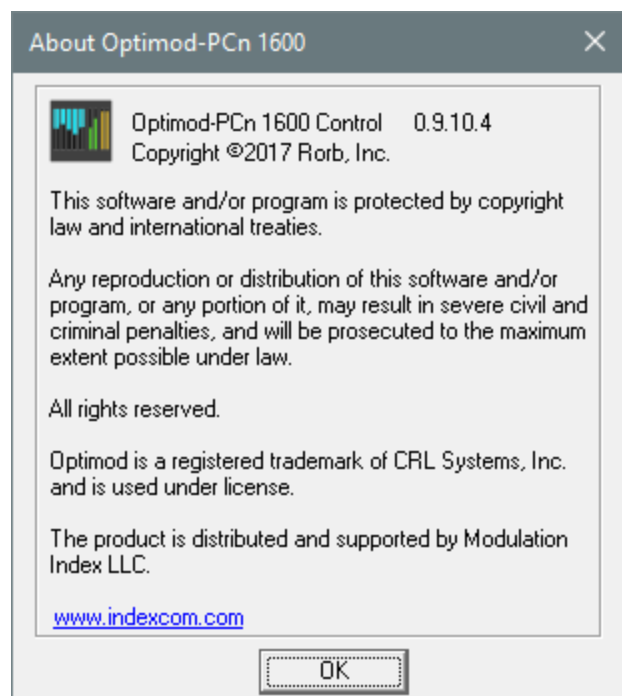 About Optimod-PCn 1600
Optimod-PCn 1600 Control 0.9.10.4
Copyright ©2017 Rorb, Inc.
This software and/or program is protected by copyright
law and international treaties.
Any reproduction or distribution of this software and/or
program, or any portion of it, may result in severe civil and
criminal penalties, and will be prosecuted to the maximum
extent possible under law.
All rights reserved.
Optimod is a registered trademark of CRL Systems, Inc.
and is used under license.
The product is distributed and supported by Modulation
Index LLC.
www.indexcom.com
OK